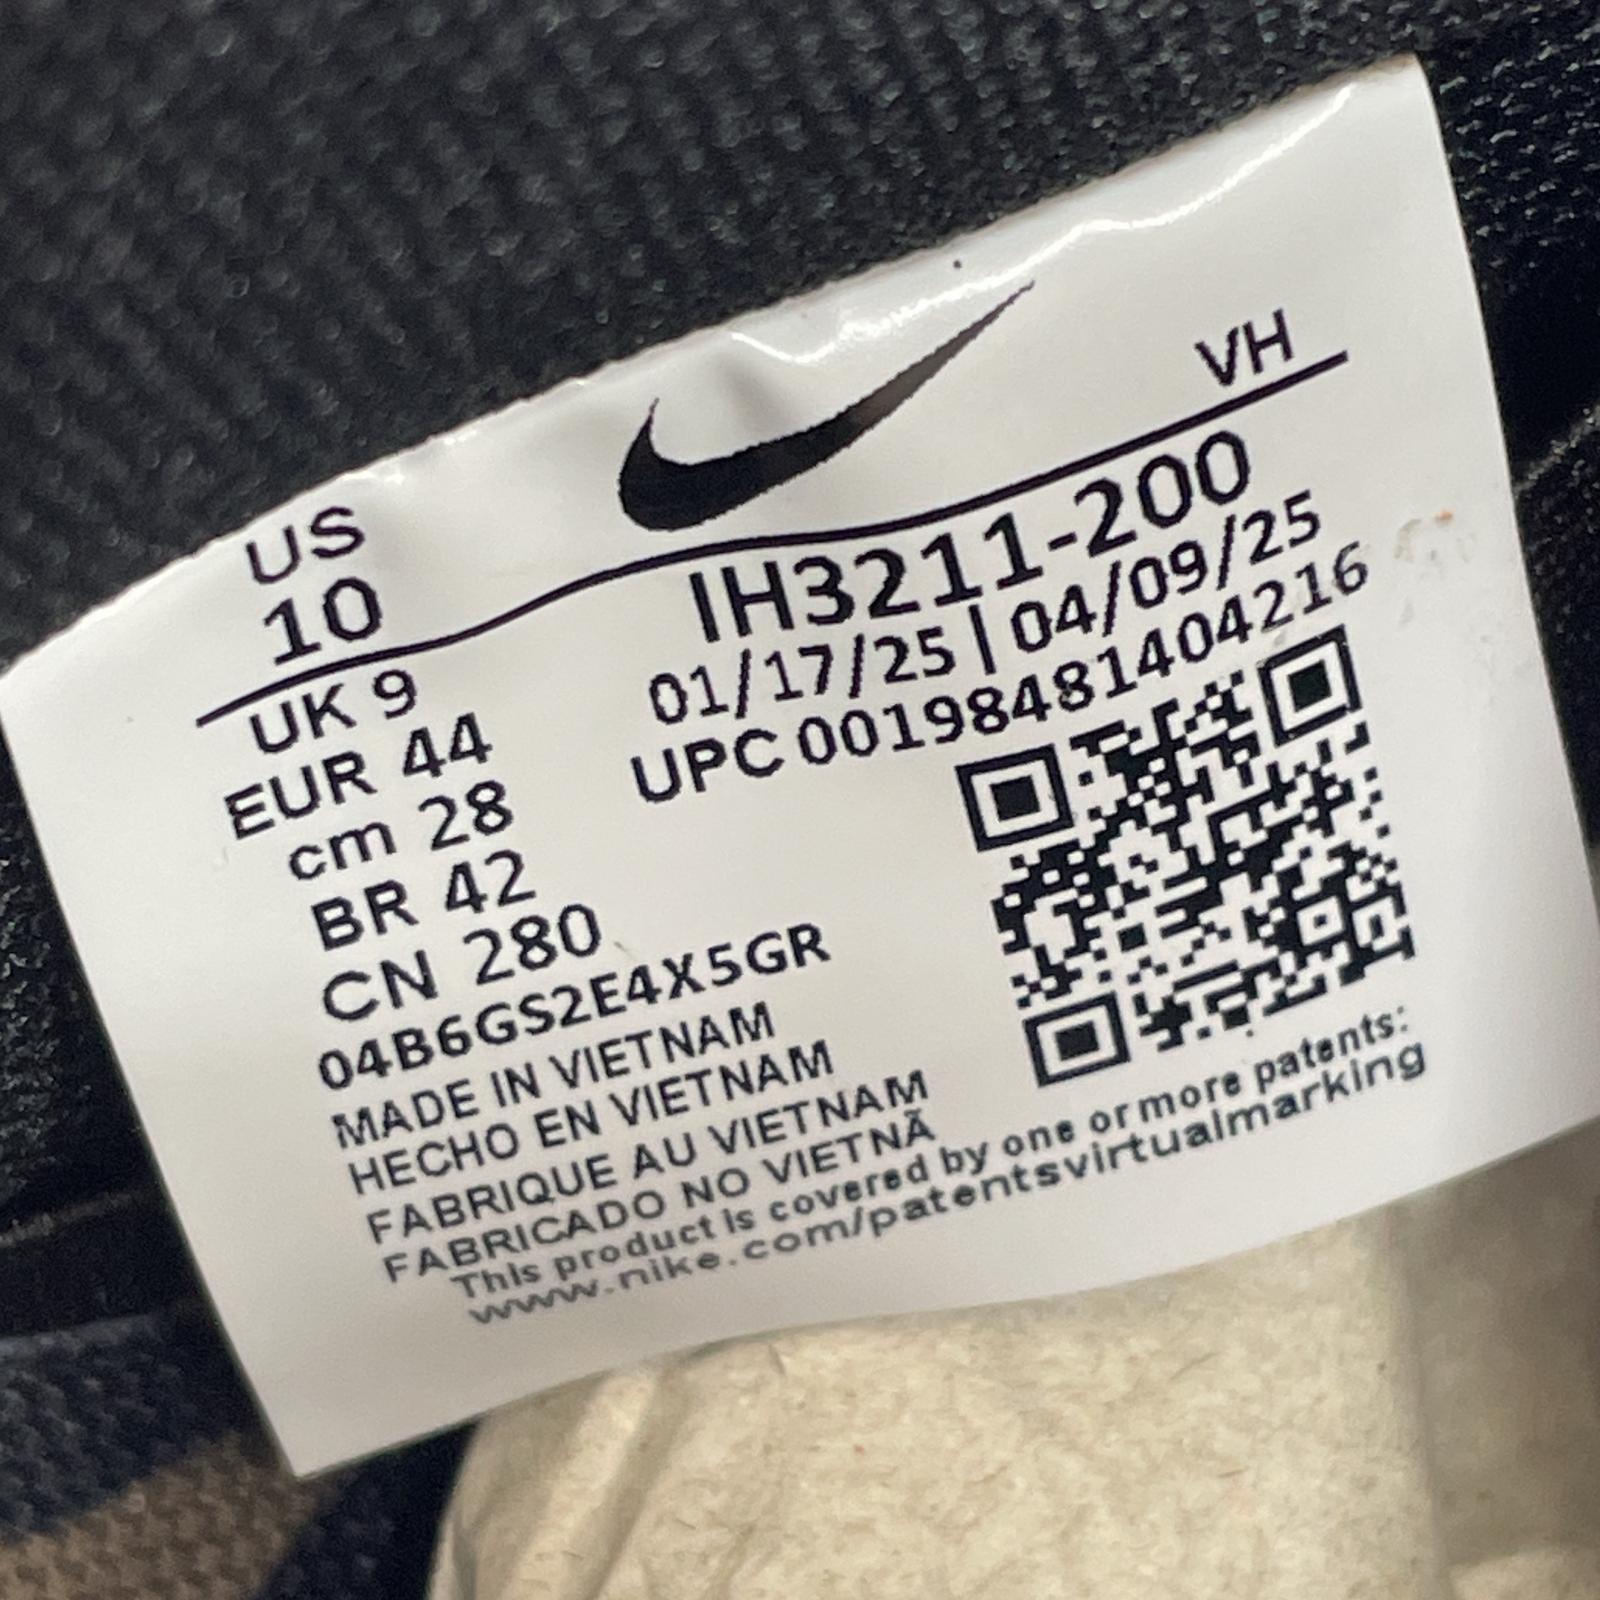 VH
US
10
UK 9
EUR 44
cm 28
BR 42
CN 280
IH3211-200
01/17/25 | 04/09/25
UPC 00198481404216
04B6GS2E4X5GR
MADE IN VIETNAM
HECHO EN VIETNAM
FABRIQUE AU VIETNAM
FABRICADO NO VIETNÃ
This product is covered by one or more patents:
www.nike.com/patentsvirtualmarking